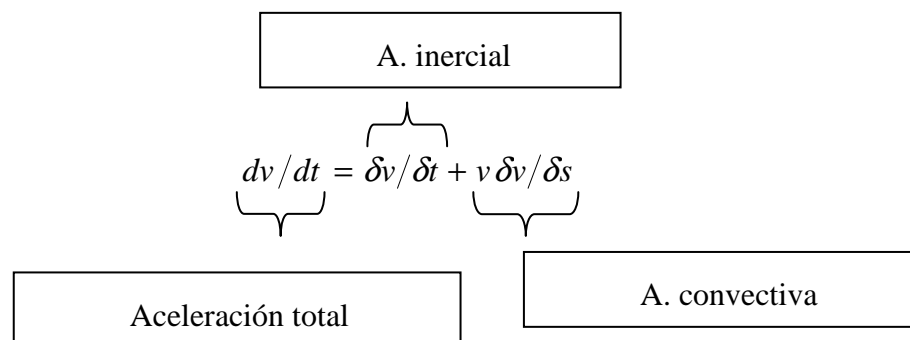 A. inercial
dv/dt = δv/δt + v δv/δs
A. convectiva
Aceleración total